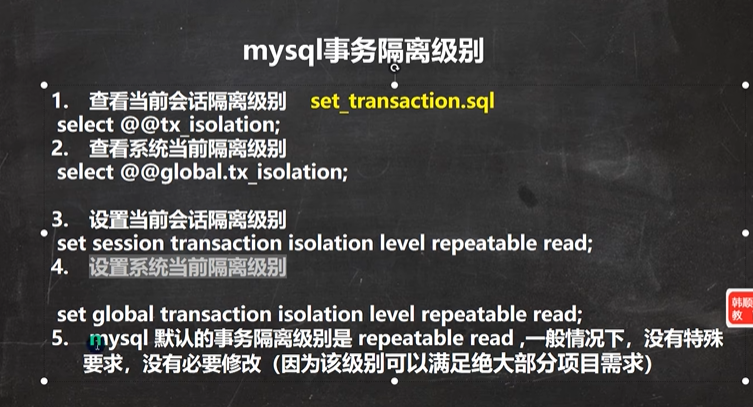 mysql事务隔离级别
1. 查看当前会话隔离级别 set_transaction.sql
select @@tx_isolation;
2. 查看系统当前隔离级别
select @@global.tx_isolation;
3. 设置当前会话隔离级别
set session transaction isolation level repeatable read;
4. 设置系统当前隔离级别
set global transaction isolation level repeatable read;
5. mysql 默认的事务隔离级别是 repeatable read ,一般情况下，没有特殊
要求，没有必要修改（因为该级别可以满足绝大部分项目需求）
韩顺
教